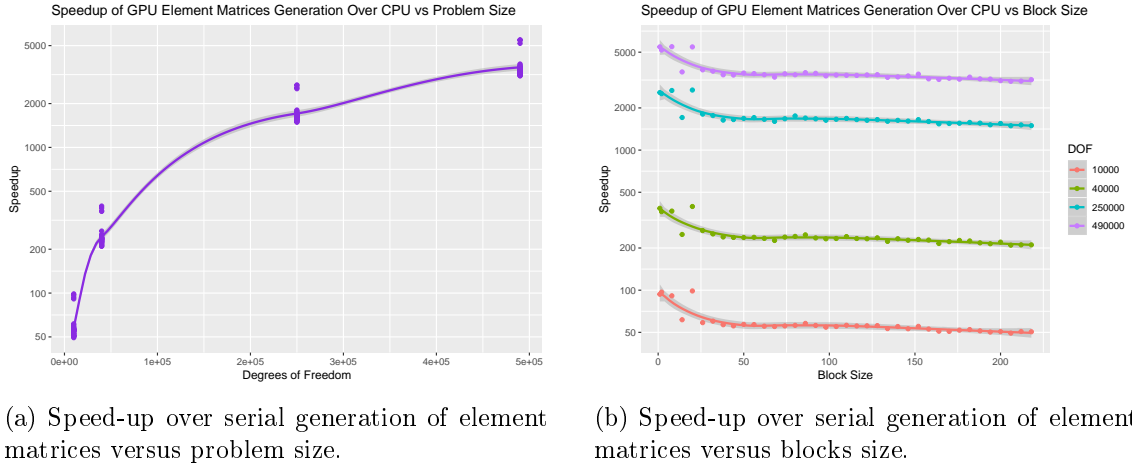 Speedup of GPU Element Matrices Generation Over CPU vs Problem Size
Speedup
5000
2000
1000
500
200
100
50
0e+00
1e+05
2e+05
3e+05
4e+05
5e+05
Degrees of Freedom
(a) Speed-up over serial generation of element
matrices versus problem size.
Speedup of GPU Element Matrices Generation Over CPU vs Block Size
Speedup
5000
2000
1000
500
200
100
50
0
50
100
150
200
Block Size
DOF
10000
40000
250000
490000
(b) Speed-up over serial generation of element
matrices versus blocks size.